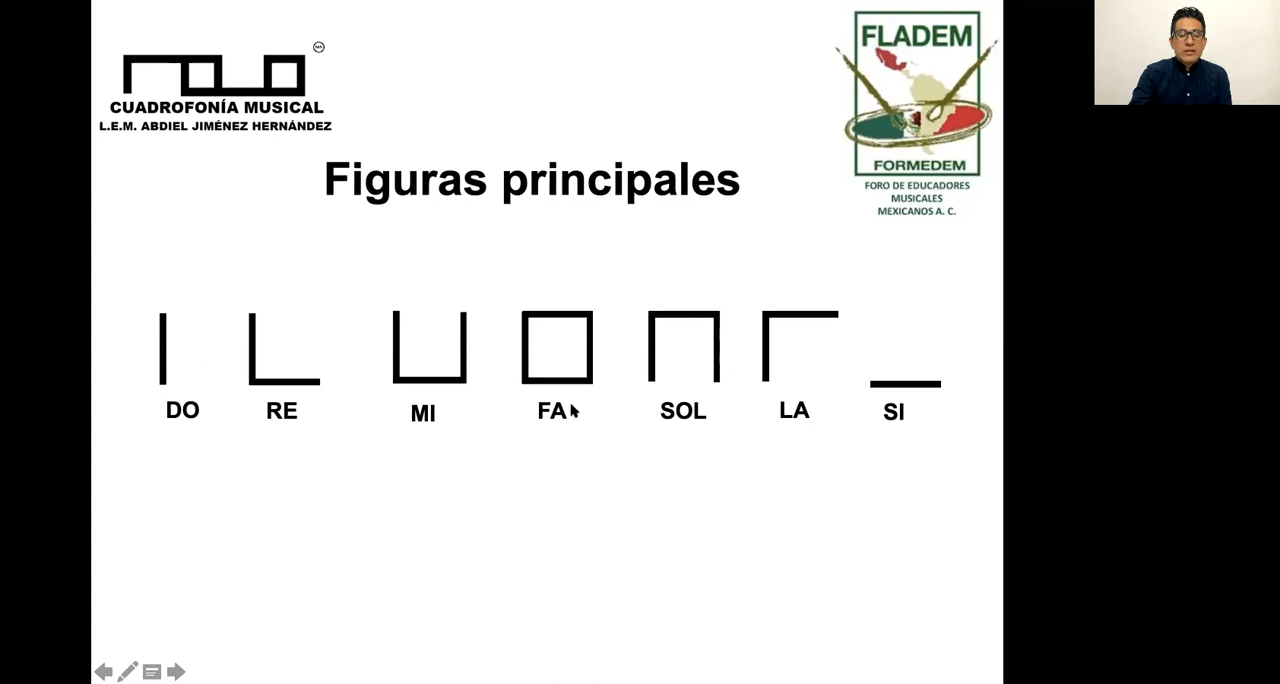 CUADROFONÍA MUSICAL
L.E.M. ABDIEL JIMÉNEZ HERNÁNDEZ
FLADEM
FORMEDEM
FORO DE EDUCADORES
MUSICALES
MEXICANOS A. C.
Figuras principales
DO RE MI FA SOL LA SI